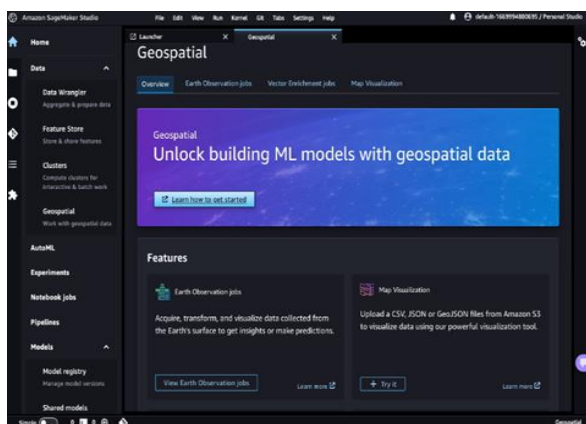 Amazon SageMaker Studio
File Edit View Run Kernel Git Tabs Settings Help
default-1669994880695 / Personal Studio
Launcher X
Geospatial X
Home
Data
Data Wrangler
Aggregate & prepare data
Feature Store
Store & share features
Clusters
Compute clusters for
interactive & batch work
Geospatial
Work with geospatial data
AutoML
Experiments
Notebook jobs
Pipelines
Models
Model registry
Manage model versions
Shared models
Geospatial
Overview Earth Observation jobs Vector Enrichment jobs Map Visualization
Geospatial
Unlock building ML models with geospatial data
Learn how to get started
Features
Earth Observation jobs
Acquire, transform, and visualize data collected from
the Earth's surface to get insights or make predictions.
View Earth Observation jobs
Learn more
Map Visualization
Upload a CSV, JSON or GeoJSON files from Amazon S3
to visualize data using our powerful visualization tool.
+ Try it
Learn more
Simple
Geospatial